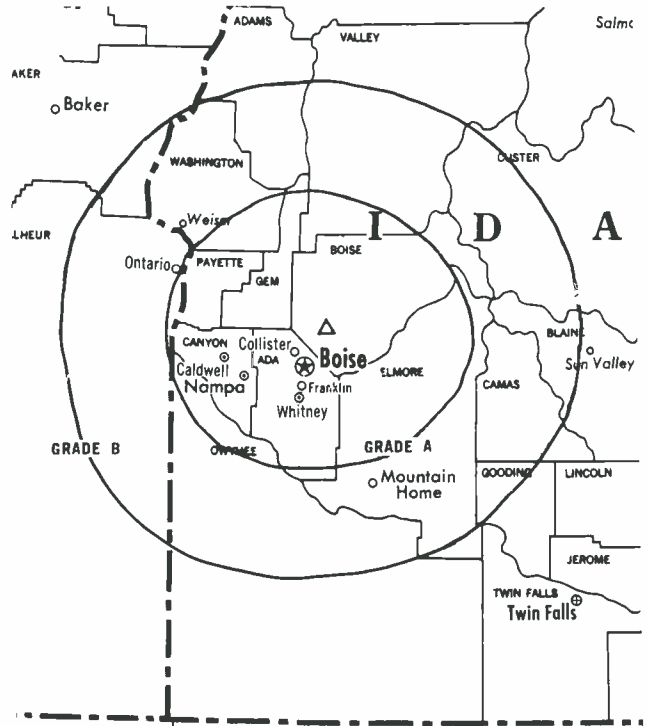 ADAMS
VALLEY
Salmo
AKER
Baker
CUSTER
WASHINGTON
Weiser
LHEUR
I D A
BOISE
Ontario
PAYETTE
GEM
CANYON
Collister
ADA
Boise
BLAINE
Sun Valley
Caldwell
ELMORE
Nampa
Franklin
CAMAS
Whitney
GRADE B
OWYHEE
GRADE A
Mountain
Home
GOODING
LINCOLN
JEROME
TWIN FALLS
Twin Falls